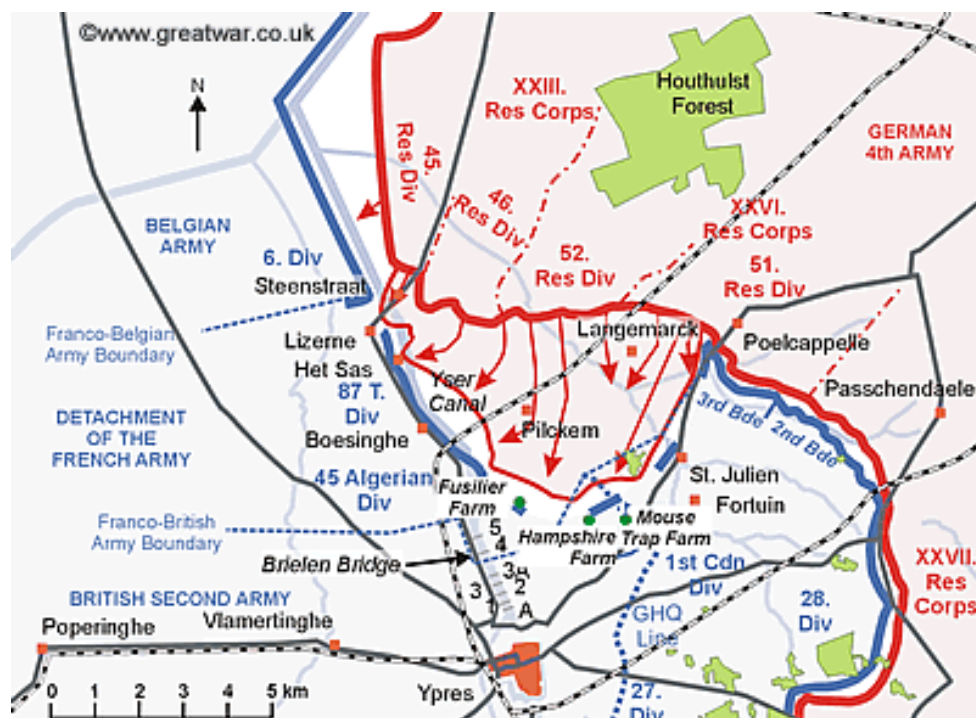 ©www.greatwar.co.uk
N
XXIII.
Res Corps
Houthulst
Forest
GERMAN
4th ARMY
45.
Res Div
46.
Res Div
XXVI.
Res Corps
BELGIAN
ARMY
6. Div
Steenstraat
52.
Res Div
51.
Res Div
Franco-Belgian
Army Boundary
Lizerne
Langemarck
Poelcappelle
Het Sas
Passchendaele
Yser
Canal
87 T.
Div
3rd Bde
2nd Bde
DETACHMENT
OF THE
FRENCH ARMY
Boesinghe
Pilckem
45 Algerian
Div
St. Julien
Fusilier
Farm
Fortuin
Franco-British
Army Boundary
Hampshire
Farm
Mouse
Trap Farm
5
4
Brielen Bridge
3
2
A
1st Cdn
Div
XXVII.
Res
Corps
BRITISH SECOND ARMY
GHQ
Line
28.
Div
Poperinghe
Vlamertinghe
Ypres
27.
Div
0 1 2 3 4 5 km